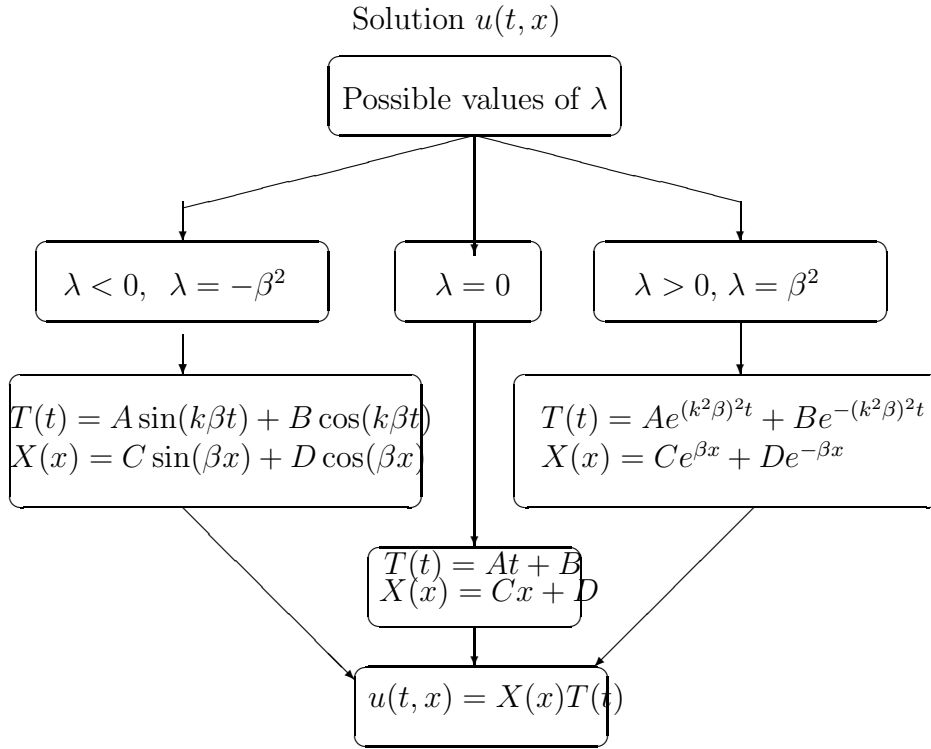 Solution u(t, x)
Possible values of λ
λ < 0, λ = −β²
λ = 0
λ > 0, λ = β²
T(t) = A sin(kβt) + B cos(kβt)
X(x) = C sin(βx) + D cos(βx)
T(t) = Ae^{(k²β)²t} + Be^{−(k²β)²t}
X(x) = Ce^{βx} + De^{−βx}
T(t) = At + B
X(x) = Cx + D
u(t, x) = X(x)T(t)